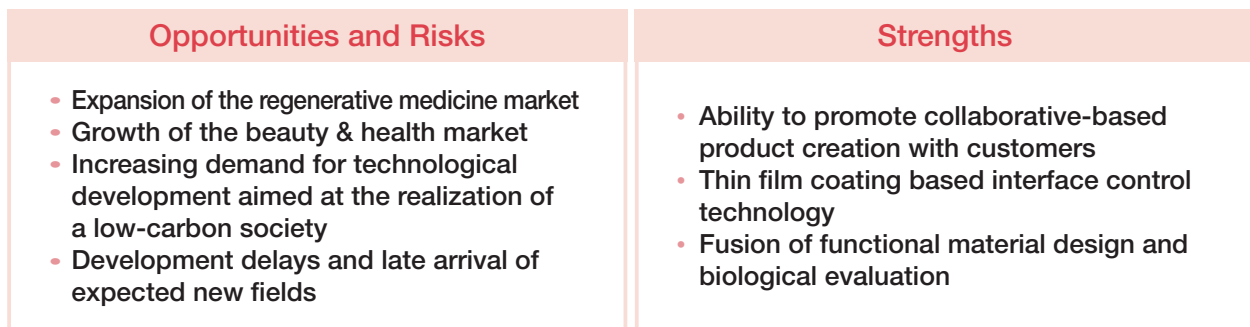 Opportunities and Risks
• Expansion of the regenerative medicine market
• Growth of the beauty & health market
• Increasing demand for technological
development aimed at the realization of
a low-carbon society
• Development delays and late arrival of
expected new fields
Strengths
• Ability to promote collaborative-based
product creation with customers
• Thin film coating based interface control
technology
• Fusion of functional material design and
biological evaluation